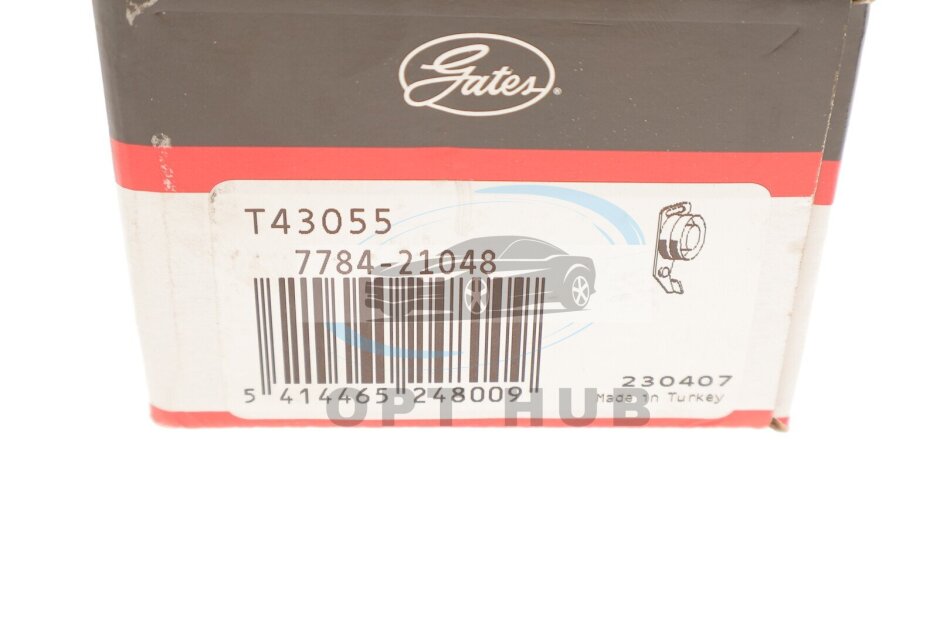 Gates®
T43055
7784-21048
5 414465 248009
230407
Made in Turkey
OPT HUB